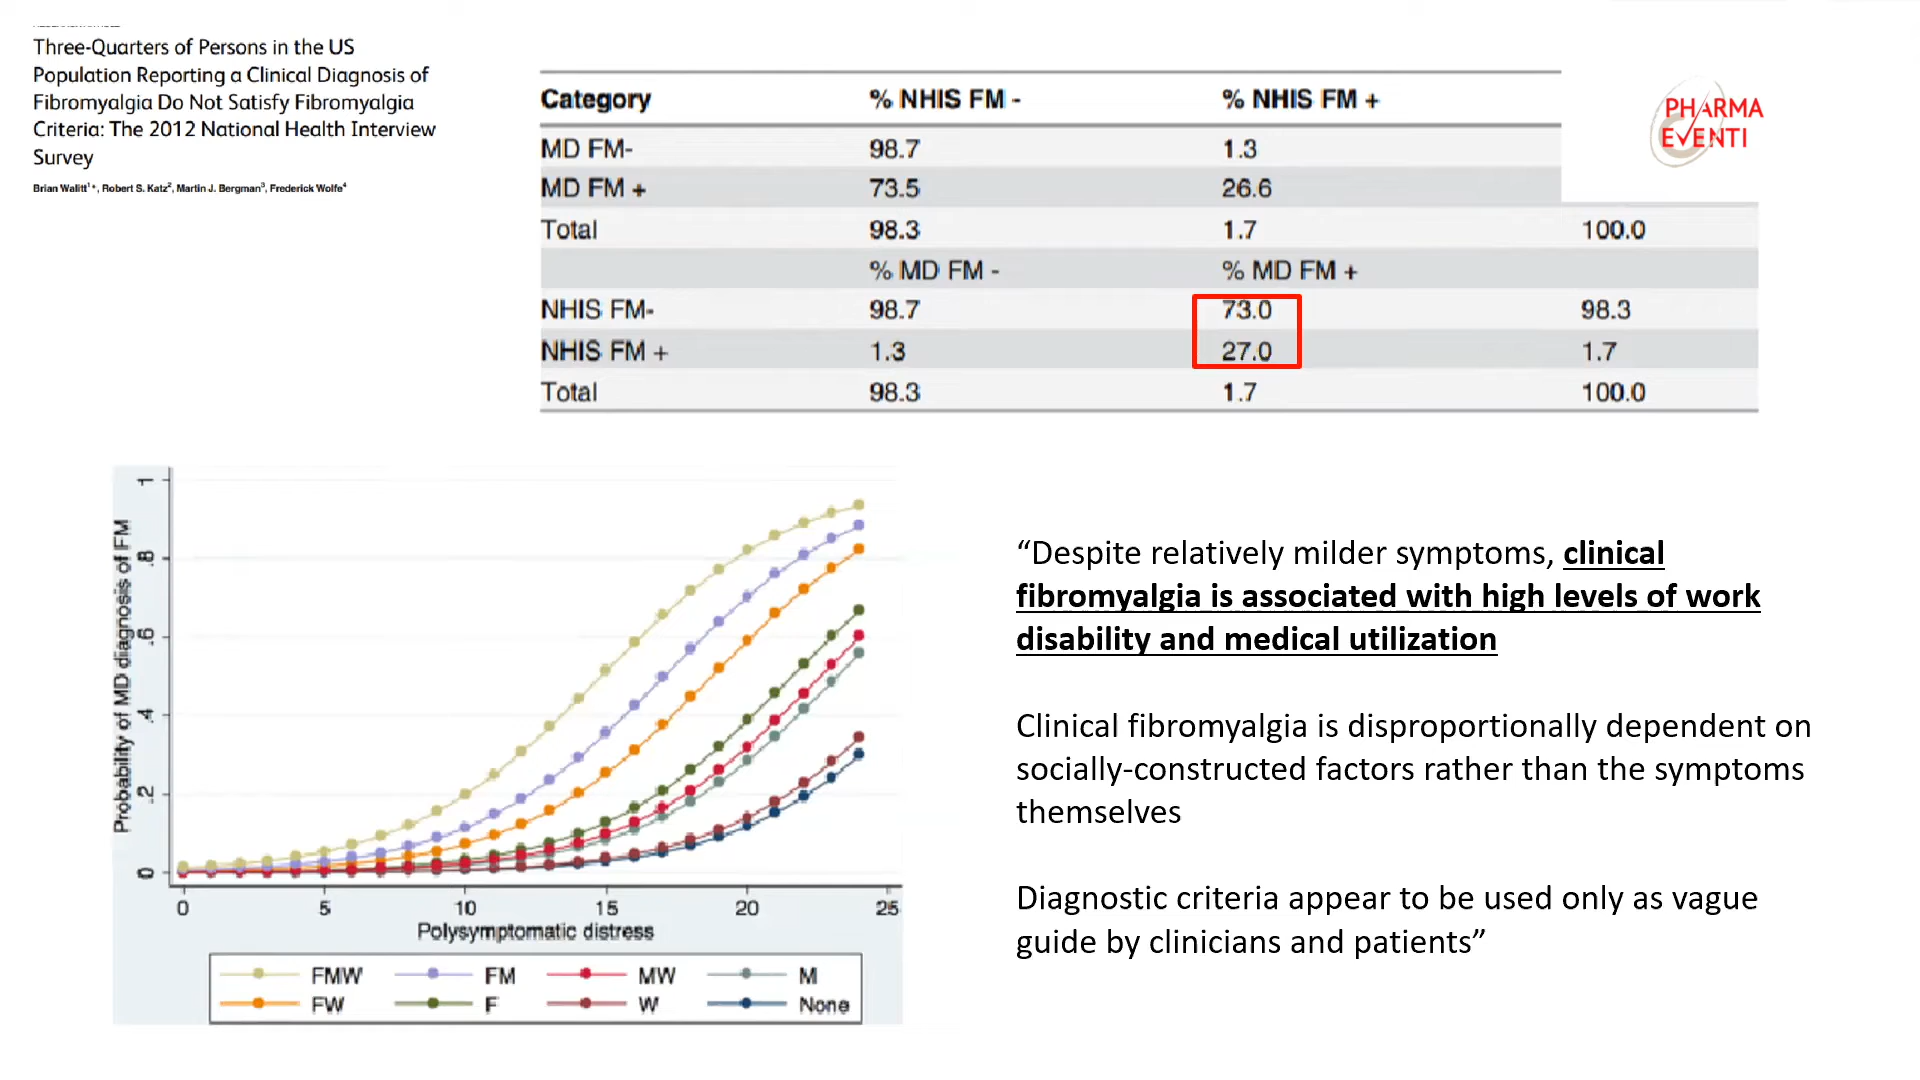 Three-Quarters of Persons in the US
Population Reporting a Clinical Diagnosis of
Fibromyalgia Do Not Satisfy Fibromyalgia
Criteria: The 2012 National Health Interview
Survey
Brian Walitt1*, Robert S. Katz2, Martin J. Bergman3, Frederick Wolfe4
Category % NHIS FM - % NHIS FM +
MD FM- 98.7 1.3
MD FM + 73.5 26.6
Total 98.3 1.7 100.0
% MD FM - % MD FM +
NHIS FM- 98.7 73.0 98.3
NHIS FM + 1.3 27.0 1.7
Total 98.3 1.7 100.0
PHARMA
EVENTI
Probability of MD diagnosis of FM
1
.8
.6
.4
.2
0
0 5 10 15 20 25
Polysymptomatic distress
FMW FM MW M
FW F W None
“Despite relatively milder symptoms, clinical
fibromyalgia is associated with high levels of work
disability and medical utilization
Clinical fibromyalgia is disproportionally dependent on
socially-constructed factors rather than the symptoms
themselves
Diagnostic criteria appear to be used only as vague
guide by clinicians and patients”